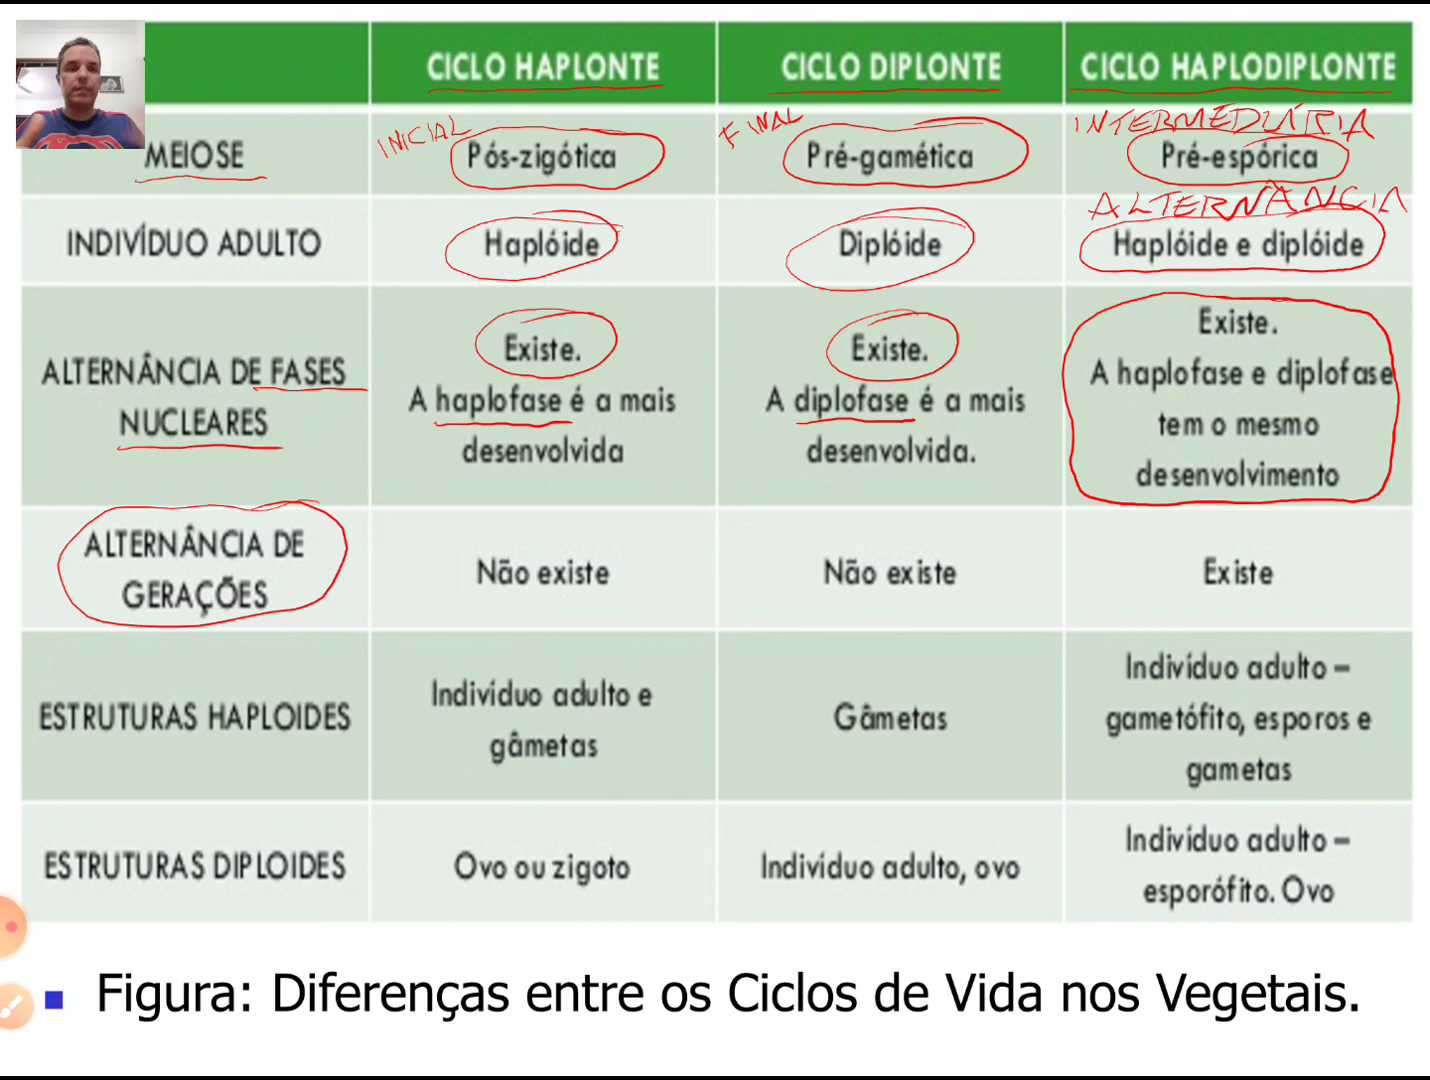 CICLO HAPLONTE CICLO DIPLONTE CICLO HAPLODIPLONTE
INICIAL FINAL INTERMEDIÁRIA
MEIOSE Pós-zigótica Pré-gamética Pré-espórica
ALTERNÂNCIA
INDIVÍDUO ADULTO Haplóide Diplóide Haplóide e diplóide
ALTERNÂNCIA DE FASES
NUCLEARES
Existe.
A haplofase é a mais
desenvolvida
Existe.
A diplofase é a mais
desenvolvida.
Existe.
A haplofase e diplofase
tem o mesmo
desenvolvimento
ALTERNÂNCIA DE
GERAÇÕES
Não existe
Não existe
Existe
ESTRUTURAS HAPLOIDES
Indivíduo adulto e
gâmetas
Gâmetas
Indivíduo adulto –
gametófito, esporos e
gametas
ESTRUTURAS DIPLOIDES
Ovo ou zigoto
Indivíduo adulto, ovo
Indivíduo adulto –
esporófito. Ovo
Figura: Diferenças entre os Ciclos de Vida nos Vegetais.